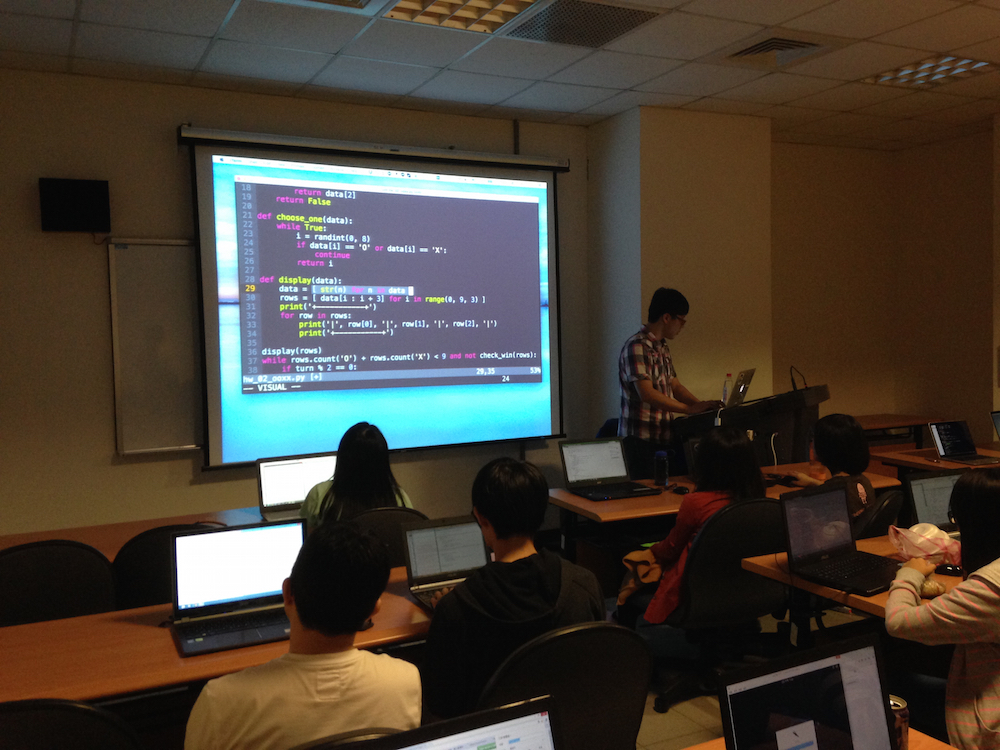 18 return data[2]
19 return False
20
21 def choose_one(data):
22 while True:
23 i = randint(0, 8)
24 if data[i] == 'O' or data[i] == 'X':
25 continue
26 return i
27
28 def display(data):
29 data = [ str(n) for n in data ]
30 rows = [ data[i : i + 3] for i in range(0, 9, 3) ]
31 print('+-----------+')
32 for row in rows:
33 print('|', row[0], '|', row[1], '|', row[2], '|')
34 print('+-----------+')
35
36 display(rows)
37 while rows.count('O') + rows.count('X') < 9 and not check_win(rows):
38 if turn % 2 == 0:
hw_02_ooxx.py [+] 29,35 53%
-- VISUAL -- 24